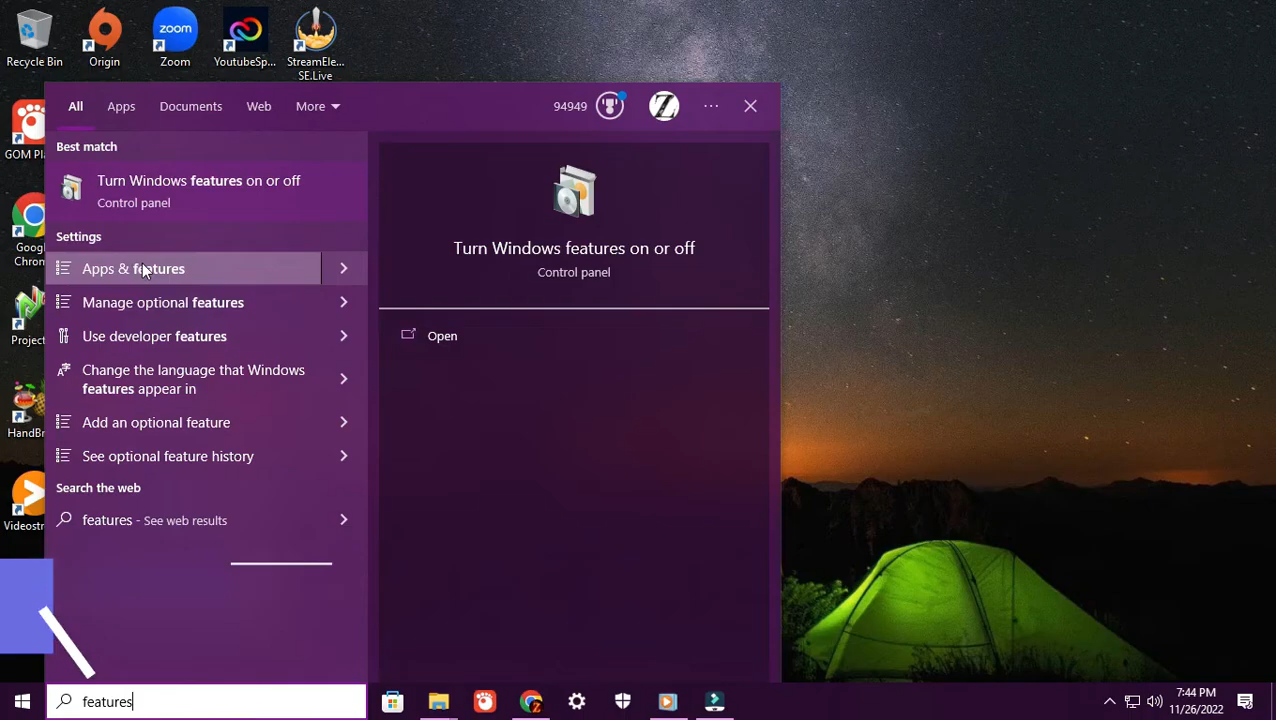 Recycle Bin
Origin
Zoom
zoom
YoutubeSp...
StreamEle...
SE.Live
GOM Pl
Google
Chrom
Project
HandBr
Videostr
All
Apps
Documents
Web
More
94949
Best match
Turn Windows features on or off
Control panel
Settings
Apps & features
Manage optional features
Use developer features
Change the language that Windows
features appear in
Add an optional feature
See optional feature history
Search the web
features - See web results
Turn Windows features on or off
Control panel
Open
features
7:44 PM
11/26/2022